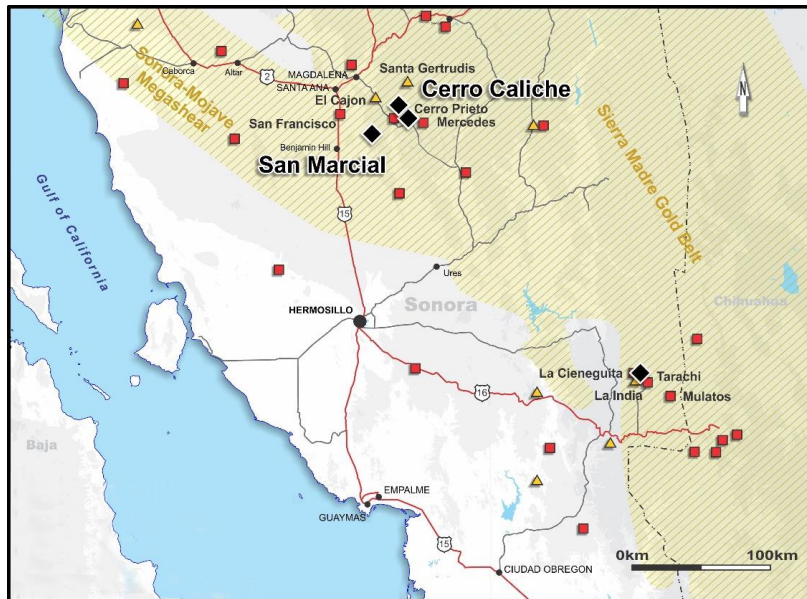 Sonora-Mojave
Megashear
Caborca
Altar
2
MAGDALENA
SANTA ANA
Santa Gertrudis
El Cajon
Cerro Caliche
Cerro Prieto
Mercedes
San Francisco
Benjamin Hill
San Marcial
N
Sierra Madre Gold Belt
Gulf of California
15
Ures
HERMOSILLO
Sonora
Chihuahua
La Cieneguita
Tarachi
La India
Mulatos
16
Baja
EMPALME
GUAYMAS
15
CIUDAD OBREGON
0km
100km